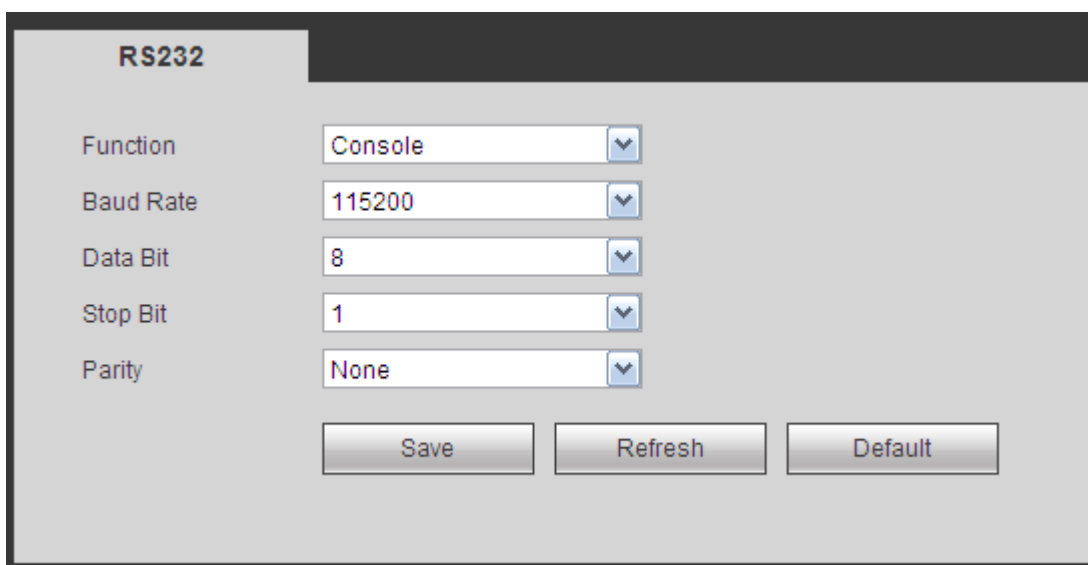 RS232
Function Console
Baud Rate 115200
Data Bit 8
Stop Bit 1
Parity None
Save Refresh Default